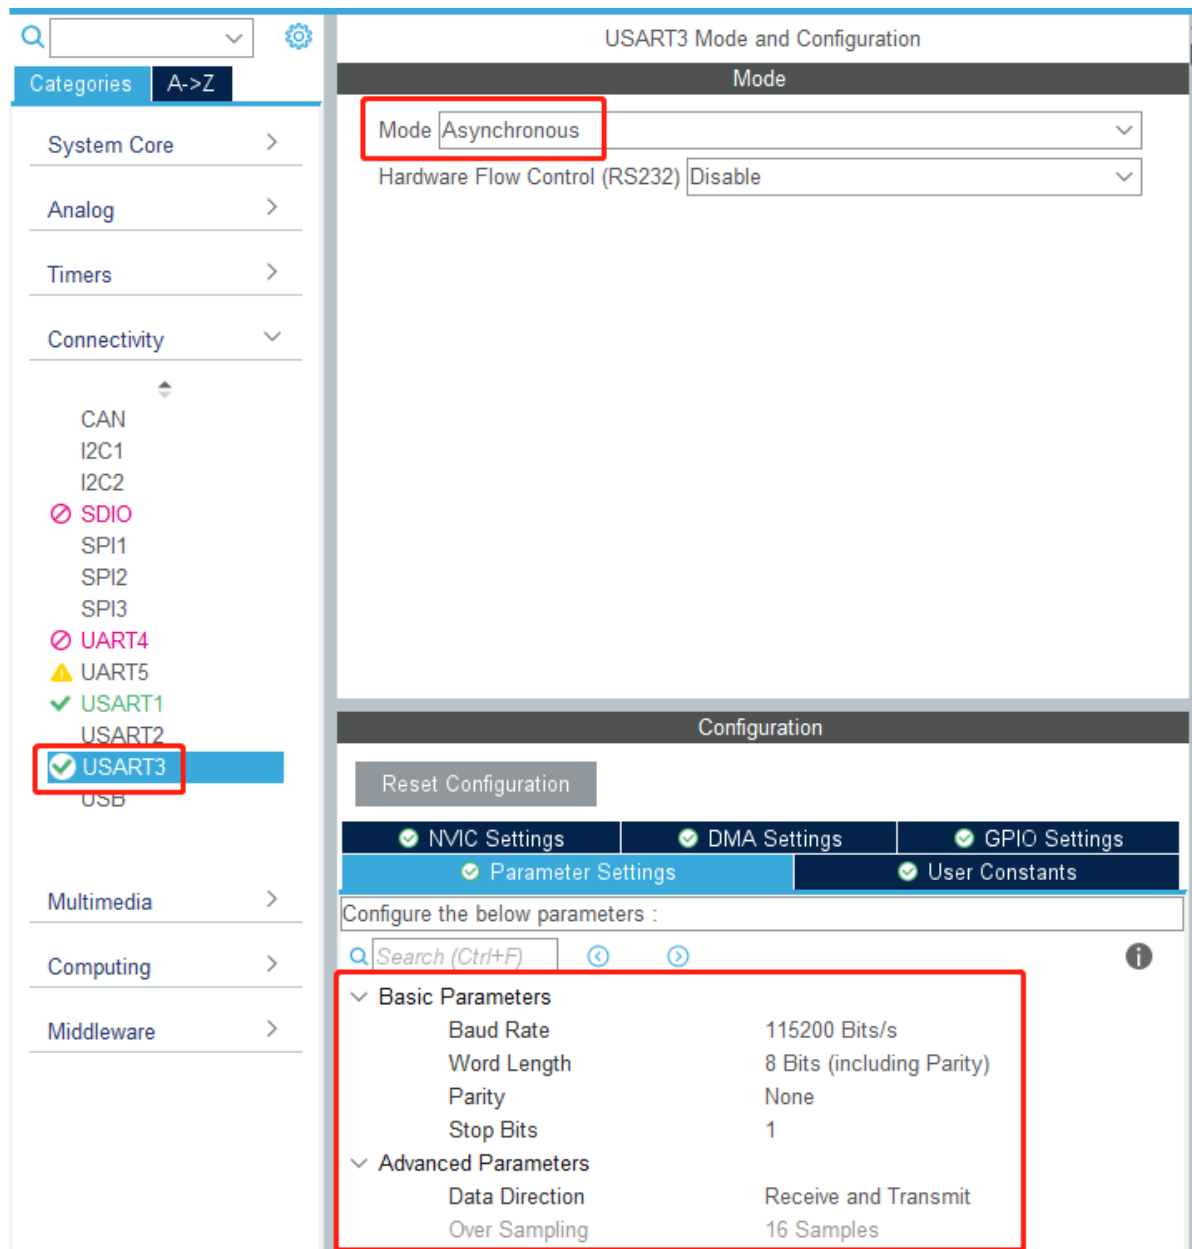 USART3 Mode and Configuration
Categories A->Z
Mode
System Core
Analog
Timers
Connectivity
CAN
I2C1
I2C2
SDIO
SPI1
SPI2
SPI3
UART4
UART5
USART1
USART2
USART3
USB
Multimedia
Computing
Middleware
Mode Asynchronous
Hardware Flow Control (RS232) Disable
Configuration
Reset Configuration
NVIC Settings DMA Settings GPIO Settings
Parameter Settings User Constants
Configure the below parameters :
Search (Ctrl+F)
Basic Parameters
Baud Rate 115200 Bits/s
Word Length 8 Bits (including Parity)
Parity None
Stop Bits 1
Advanced Parameters
Data Direction Receive and Transmit
Over Sampling 16 Samples